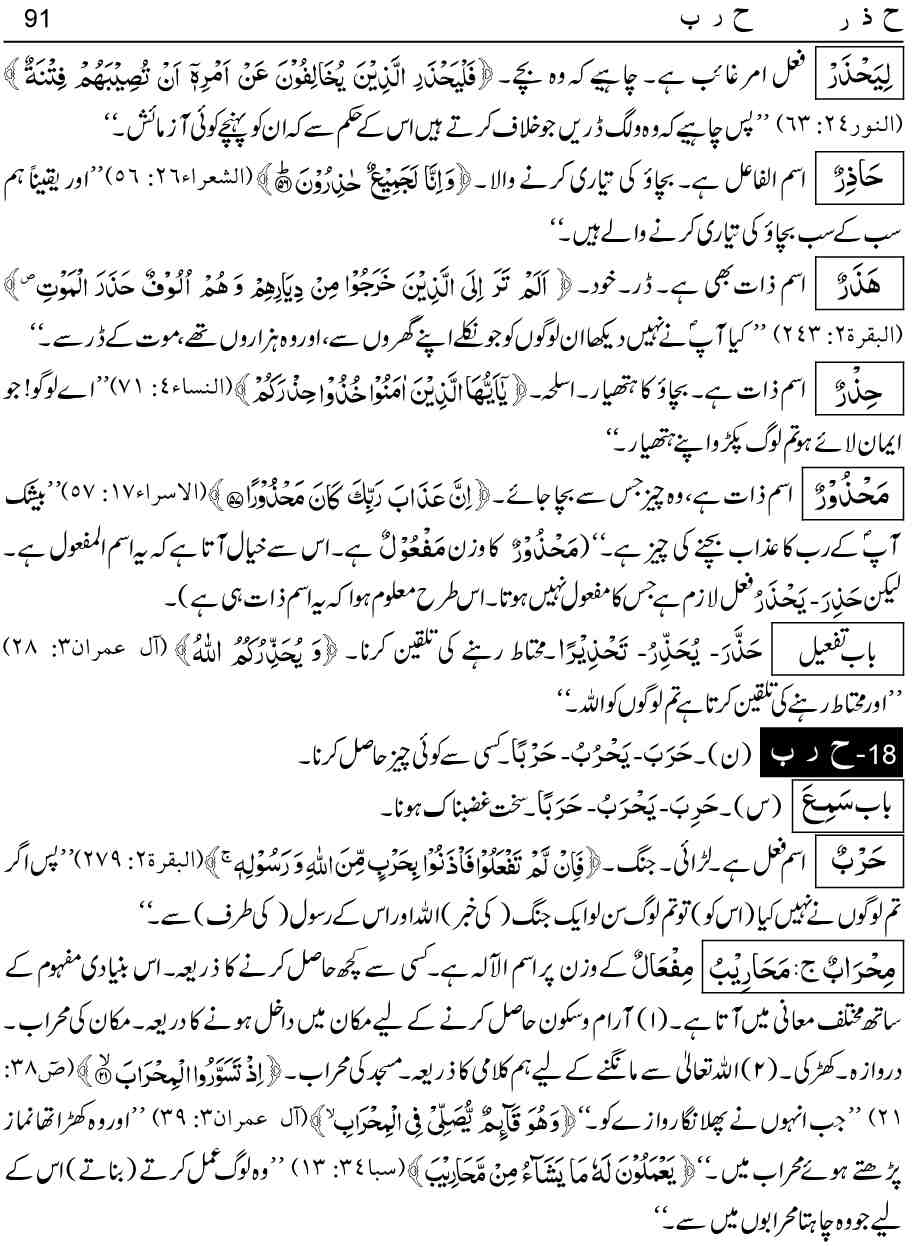 ح ذ ر ح ر ب 91
لِيَحْذَرْ فعل امر غائب ہے۔ چاہیے کہ وہ بچے۔ ﴿فَلْيَحْذَرِ الَّذِيْنَ يُخَالِفُوْنَ عَنْ اَمْرِهٖٓ اَنْ تُصِيْبَهُمْ فِتْنَةٌ﴾
(النور۲٤: ٦۳) ’’پس چاہیے کہ وہ ولگ ڈریں جو خلاف کرتے ہیں اس کے حکم سے کہ ان کو پہنچے کوئی آزمائش۔‘‘
حَاذِرٌ اسم الفاعل ہے۔ بچاؤ کی تیاری کرنے والا۔ ﴿وَاِنَّا لَجَمِيْعٌ حٰذِرُوْنَ ؕ۝۵۶﴾ (الشعراء۲٦: ٥٦) ’’اور یقیناً ہم
سب کے سب بچاؤ کی تیاری کرنے والے ہیں۔‘‘
هَذَرٌ اسم ذات بھی ہے۔ ڈر۔ خود۔ ﴿اَلَمْ تَرَ اِلَى الَّذِيْنَ خَرَجُوْا مِنْ دِيَارِهِمْ وَ هُمْ اُلُوْفٌ حَذَرَ الْمَوْتِ ۪﴾
(البقرة۲: ۲٤۳) ’’کیا آپؐ نے نہیں دیکھا ان لوگوں کو جو نکلے اپنے گھروں سے، اور وہ ہزاروں تھے، موت کے ڈر سے۔‘‘
حِذْرٌ اسم ذات ہے۔ بچاؤ کا ہتھیار۔ اسلحہ۔ ﴿يٰٓاَيُّهَا الَّذِيْنَ اٰمَنُوْا خُذُوْا حِذْرَكُمْ﴾ (النساء٤: ۷۱) ’’اے لوگو! جو
ایمان لائے ہو تم لوگ پکڑو اپنے ہتھیار۔‘‘
مَحْذُوْرٌ اسم ذات ہے، وہ چیز جس سے بچا جائے۔ ﴿اِنَّ عَذَابَ رَبِّكَ كَانَ مَحْذُوْرًا ۝۵۷﴾ (الاسراء۱۷: ٥۷) ’’بیشک
آپؐ کے رب کا عذاب بچنے کی چیز ہے۔‘‘ (مَحْذُوْرٌ کا وزن مَفْعُوْلٌ ہے۔ اس سے خیال آتا ہے کہ یہ اسم المفعول ہے۔
لیکن حَذِرَ- یَحْذَرُ فعل لازم ہے جس کا مفعول نہیں ہوتا۔ اس طرح معلوم ہوا کہ یہ اسم ذات ہی ہے)۔
باب تفعیل حَذَّرَ- يُحَذِّرُ- تَحْذِيْرًا۔ محتاط رہنے کی تلقین کرنا۔ ﴿وَ يُحَذِّرُكُمُ اللّٰهُ﴾ (آل عمران۳: ۲۸)
’’اور محتاط رہنے کی تلقین کرتا ہے تم لوگوں کو اللہ۔‘‘
18- ح ر ب (ن)۔ حَرَبَ- يَحْرُبُ- حَرْبًا۔ کسی سے کوئی چیز حاصل کرنا۔
باب سَمِعَ (س)۔ حَرِبَ- يَحْرَبُ- حَرَبًا۔ سخت غضبناک ہونا۔
حَرْبٌ اسم فعل ہے۔ لڑائی۔ جنگ۔ ﴿فَاِنْ لَّمْ تَفْعَلُوْا فَاْذَنُوْا بِحَرْبٍ مِّنَ اللّٰهِ وَ رَسُوْلِهٖ ۚ﴾ (البقرة۲: ۲۷۹) ’’پس اگر
تم لوگوں نے نہیں کیا (اس کو) تو تم لوگ سن لو ایک جنگ (کی خبر) اللہ اور اس کے رسول (کی طرف) سے۔‘‘
مِحْرَابٌ ج: مَحَارِيْبُ مِفْعَالٌ کے وزن پر اسم الآلہ ہے۔ کسی سے کچھ حاصل کرنے کا ذریعہ۔ اس بنیادی مفہوم کے
ساتھ مختلف معانی میں آتا ہے۔ (۱) آرام و سکون حاصل کرنے کے لیے مکان میں داخل ہونے کا دریعہ۔ مکان کی محراب۔
دروازہ۔ کھڑکی۔ (۲) اللہ تعالیٰ سے مانگنے کے لیے ہم کلامی کا ذریعہ۔ مسجد کی محراب۔ ﴿اِذْ تَسَوَّرُوا الْمِحْرَابَ ۙ۝۲۱﴾ (صٓ۳۸:
۲۱) ’’جب انہوں نے پھلانگا روازے کو۔‘‘ ﴿وَهُوَ قَآئِمٌ يُّصَلِّيْ فِي الْمِحْرَابِ ۙ﴾ (آل عمران۳: ۳۹) ’’اور وہ کھڑا تھا نماز
پڑھتے ہوئے محراب میں۔‘‘ ﴿يَعْمَلُوْنَ لَهٗ مَا يَشَآءُ مِنْ مَّحَارِيْبَ﴾ (سبا۳٤: ۱۳) ’’وہ لوگ عمل کرتے (بناتے) اس کے
لیے جو وہ چاہتا محرابوں میں سے۔‘‘